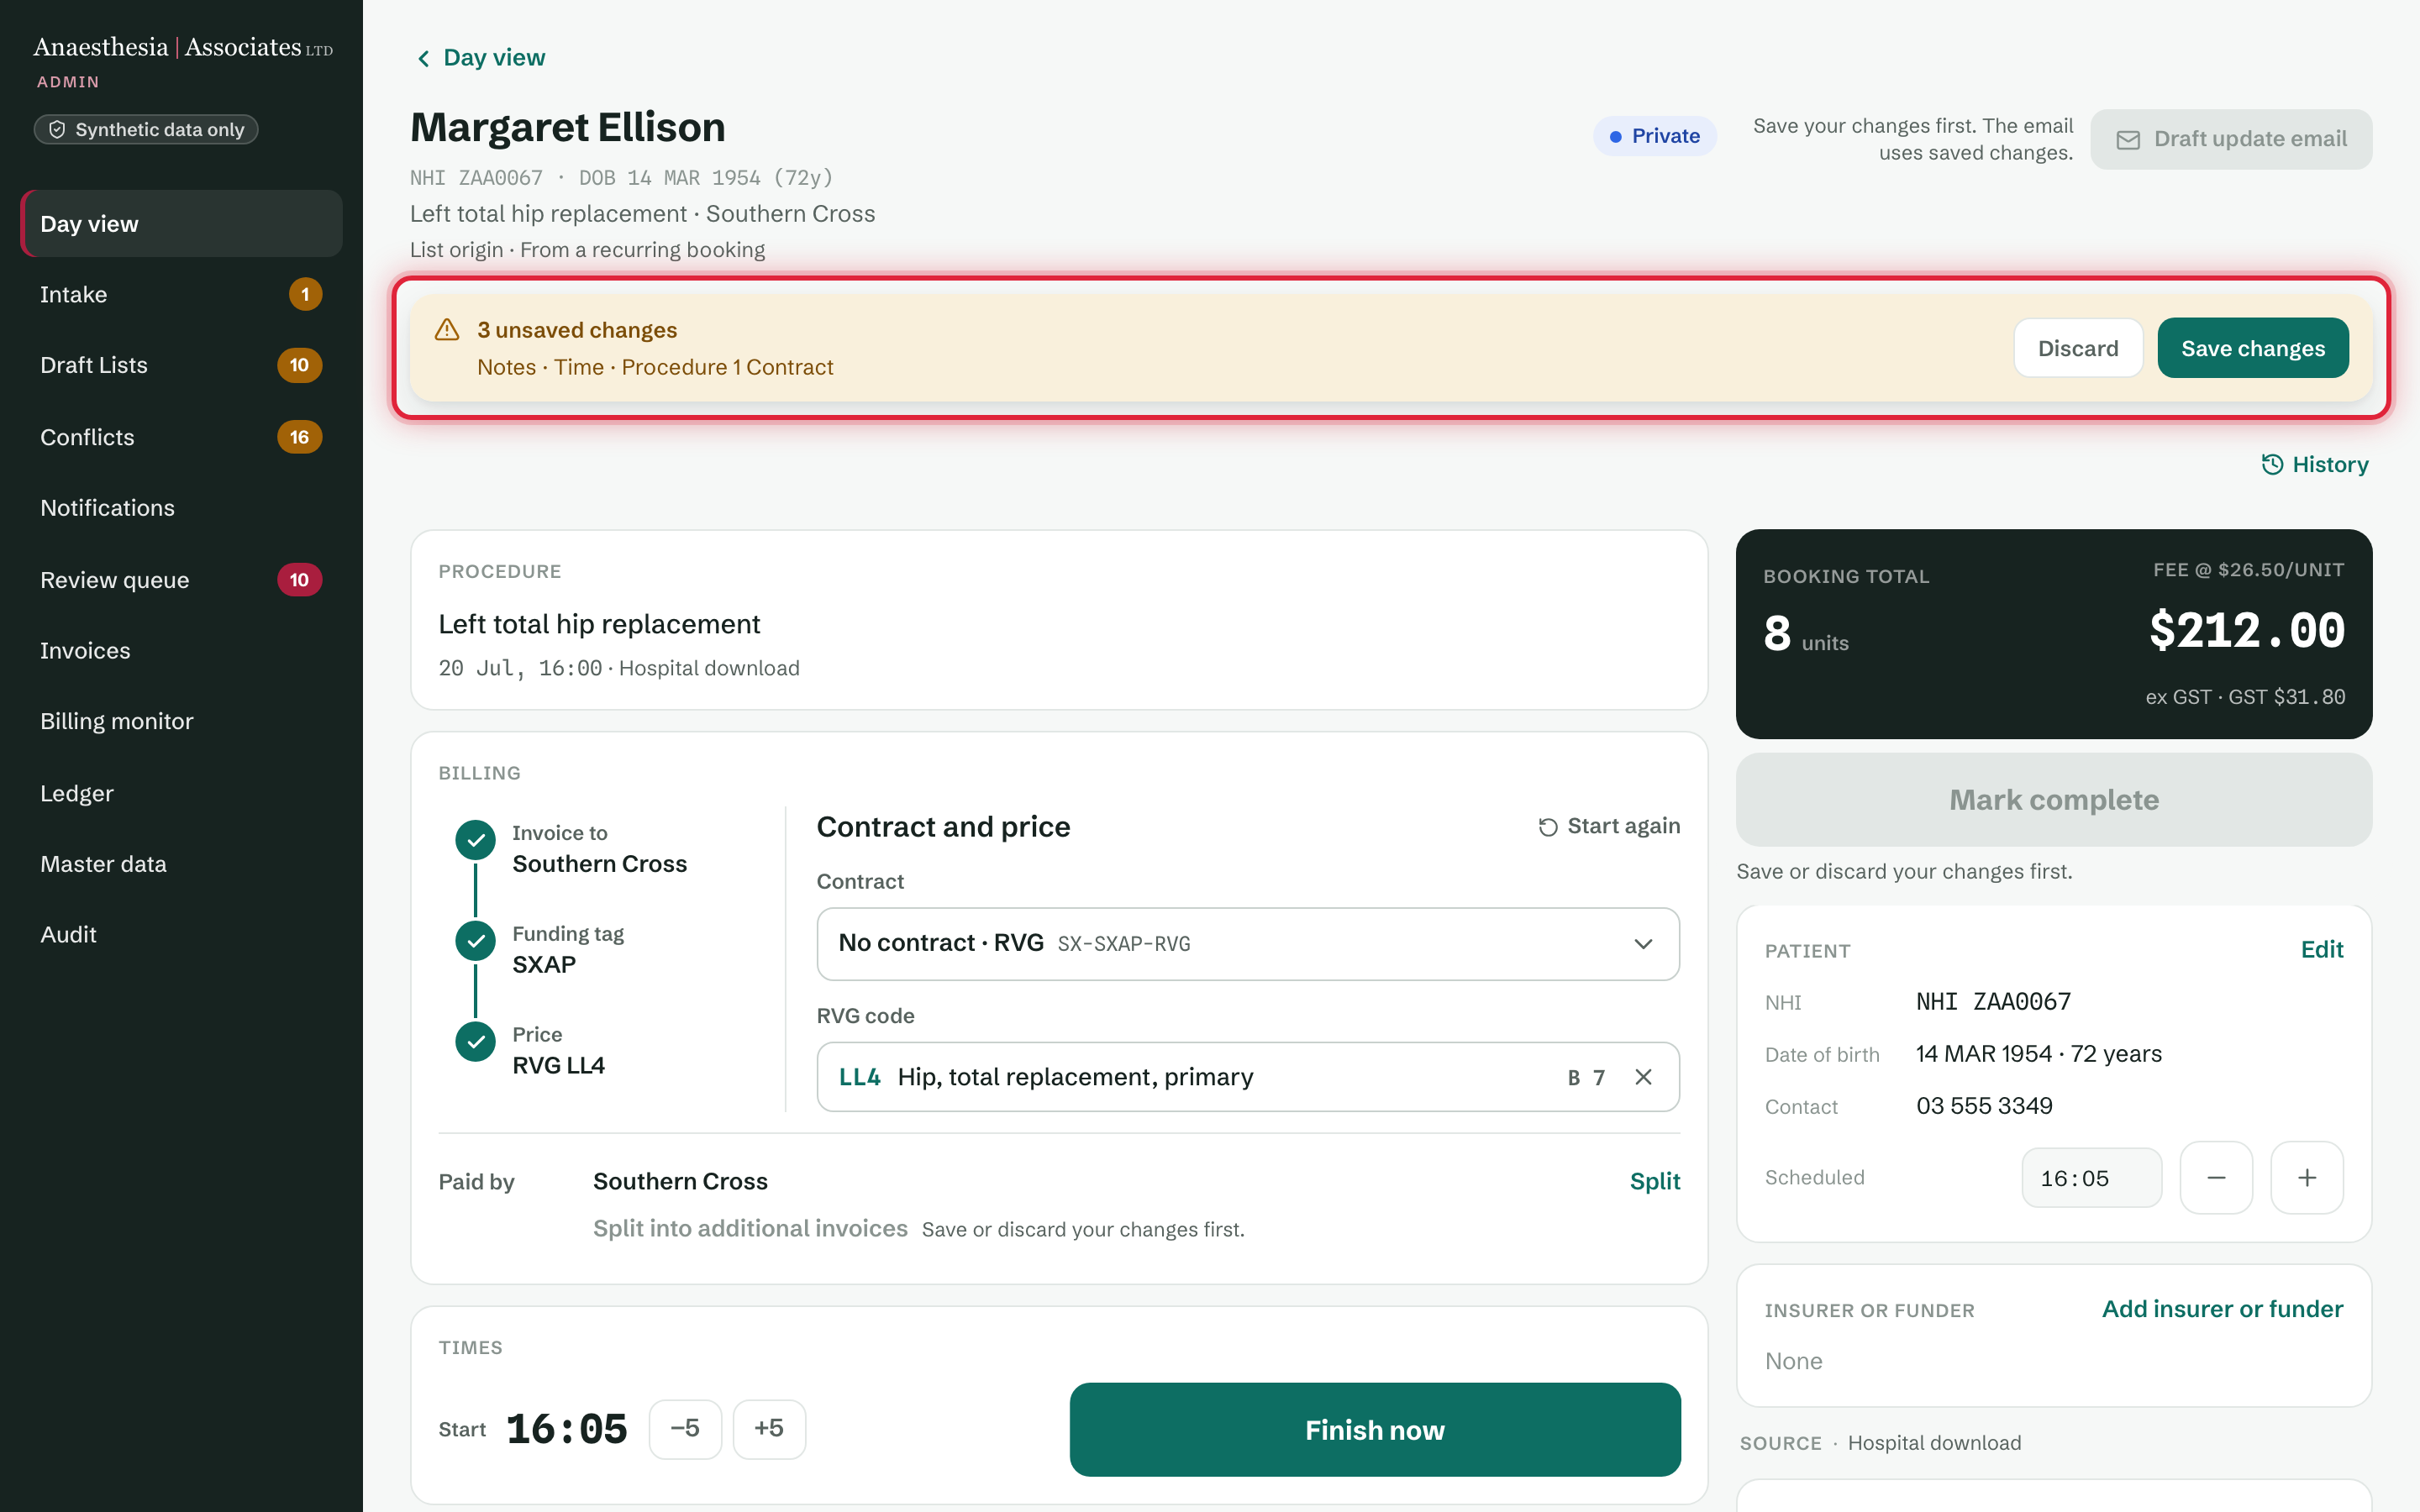 Anaesthesia | Associates LTD
ADMIN
Synthetic data only
Day view
Intake 1
Draft Lists 10
Conflicts 16
Notifications
Review queue 10
Invoices
Billing monitor
Ledger
Master data
Audit
Day view
Margaret Ellison
NHI ZAA0067 · DOB 14 MAR 1954 (72y)
Left total hip replacement · Southern Cross
List origin · From a recurring booking
Private
Save your changes first. The email
uses saved changes.
Draft update email
3 unsaved changes
Notes · Time · Procedure 1 Contract
Discard
Save changes
History
PROCEDURE
Left total hip replacement
20 Jul, 16:00 · Hospital download
BILLING
Invoice to
Southern Cross
Funding tag
SXAP
Price
RVG LL4
Contract and price
Start again
Contract
No contract · RVG SX-SXAP-RVG
RVG code
LL4 Hip, total replacement, primary B 7
Paid by Southern Cross Split
Split into additional invoices Save or discard your changes first.
TIMES
Start 16:05 −5 +5
Finish now
BOOKING TOTAL
8 units
FEE @ $26.50/UNIT
$212.00
ex GST · GST $31.80
Mark complete
Save or discard your changes first.
PATIENT Edit
NHI NHI ZAA0067
Date of birth 14 MAR 1954 · 72 years
Contact 03 555 3349
Scheduled 16:05 − +
INSURER OR FUNDER Add insurer or funder
None
SOURCE · Hospital download